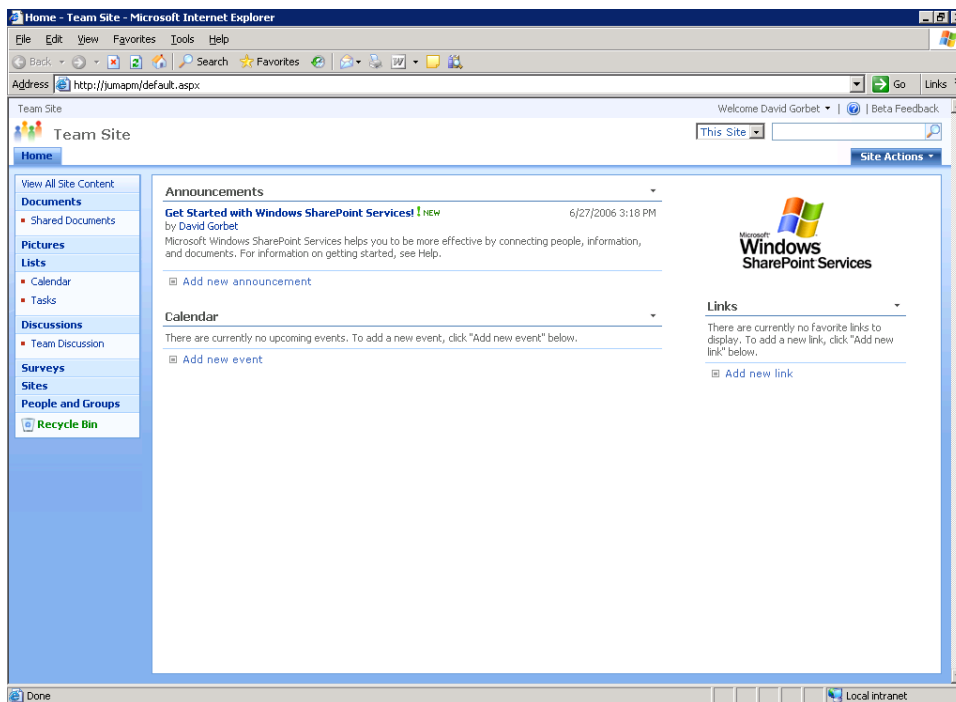 Home - Team Site - Microsoft Internet Explorer
File Edit View Favorites Tools Help
Back Search Favorites
Address http://jumapm/default.aspx Go Links
Team Site Welcome David Gorbet Beta Feedback
Team Site This Site
Home Site Actions
View All Site Content
Documents
Shared Documents
Pictures
Lists
Calendar
Tasks
Discussions
Team Discussion
Surveys
Sites
People and Groups
Recycle Bin
Announcements
Get Started with Windows SharePoint Services! ! NEW 6/27/2006 3:18 PM
by David Gorbet
Microsoft Windows SharePoint Services helps you to be more effective by connecting people, information,
and documents. For information on getting started, see Help.
Add new announcement
Calendar
There are currently no upcoming events. To add a new event, click "Add new event" below.
Add new event
Microsoft
Windows
SharePoint Services
Links
There are currently no favorite links to
display. To add a new link, click "Add new
link" below.
Add new link
Done Local intranet